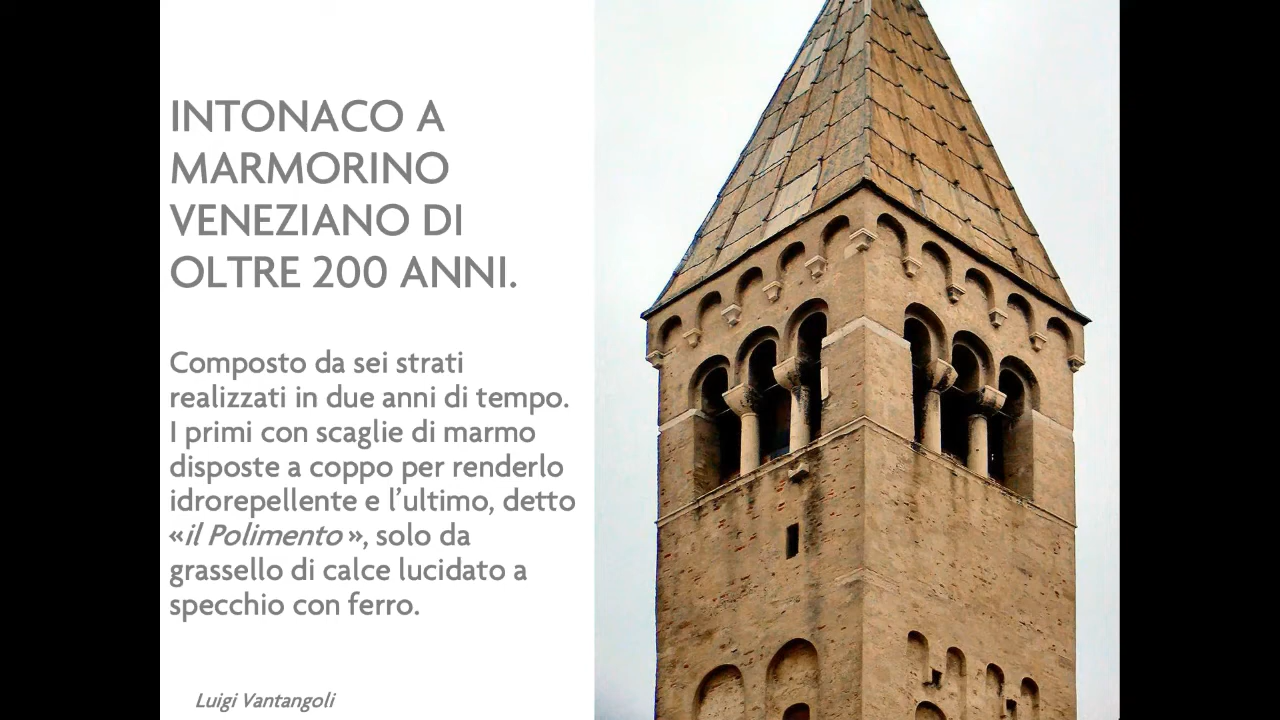 INTONACO A
MARMORINO
VENEZIANO DI
OLTRE 200 ANNI.
Composto da sei strati
realizzati in due anni di tempo.
I primi con scaglie di marmo
disposte a coppo per renderlo
idrorepellente e l’ultimo, detto
«il Polimento », solo da
grassello di calce lucidato a
specchio con ferro.
Luigi Vantangoli